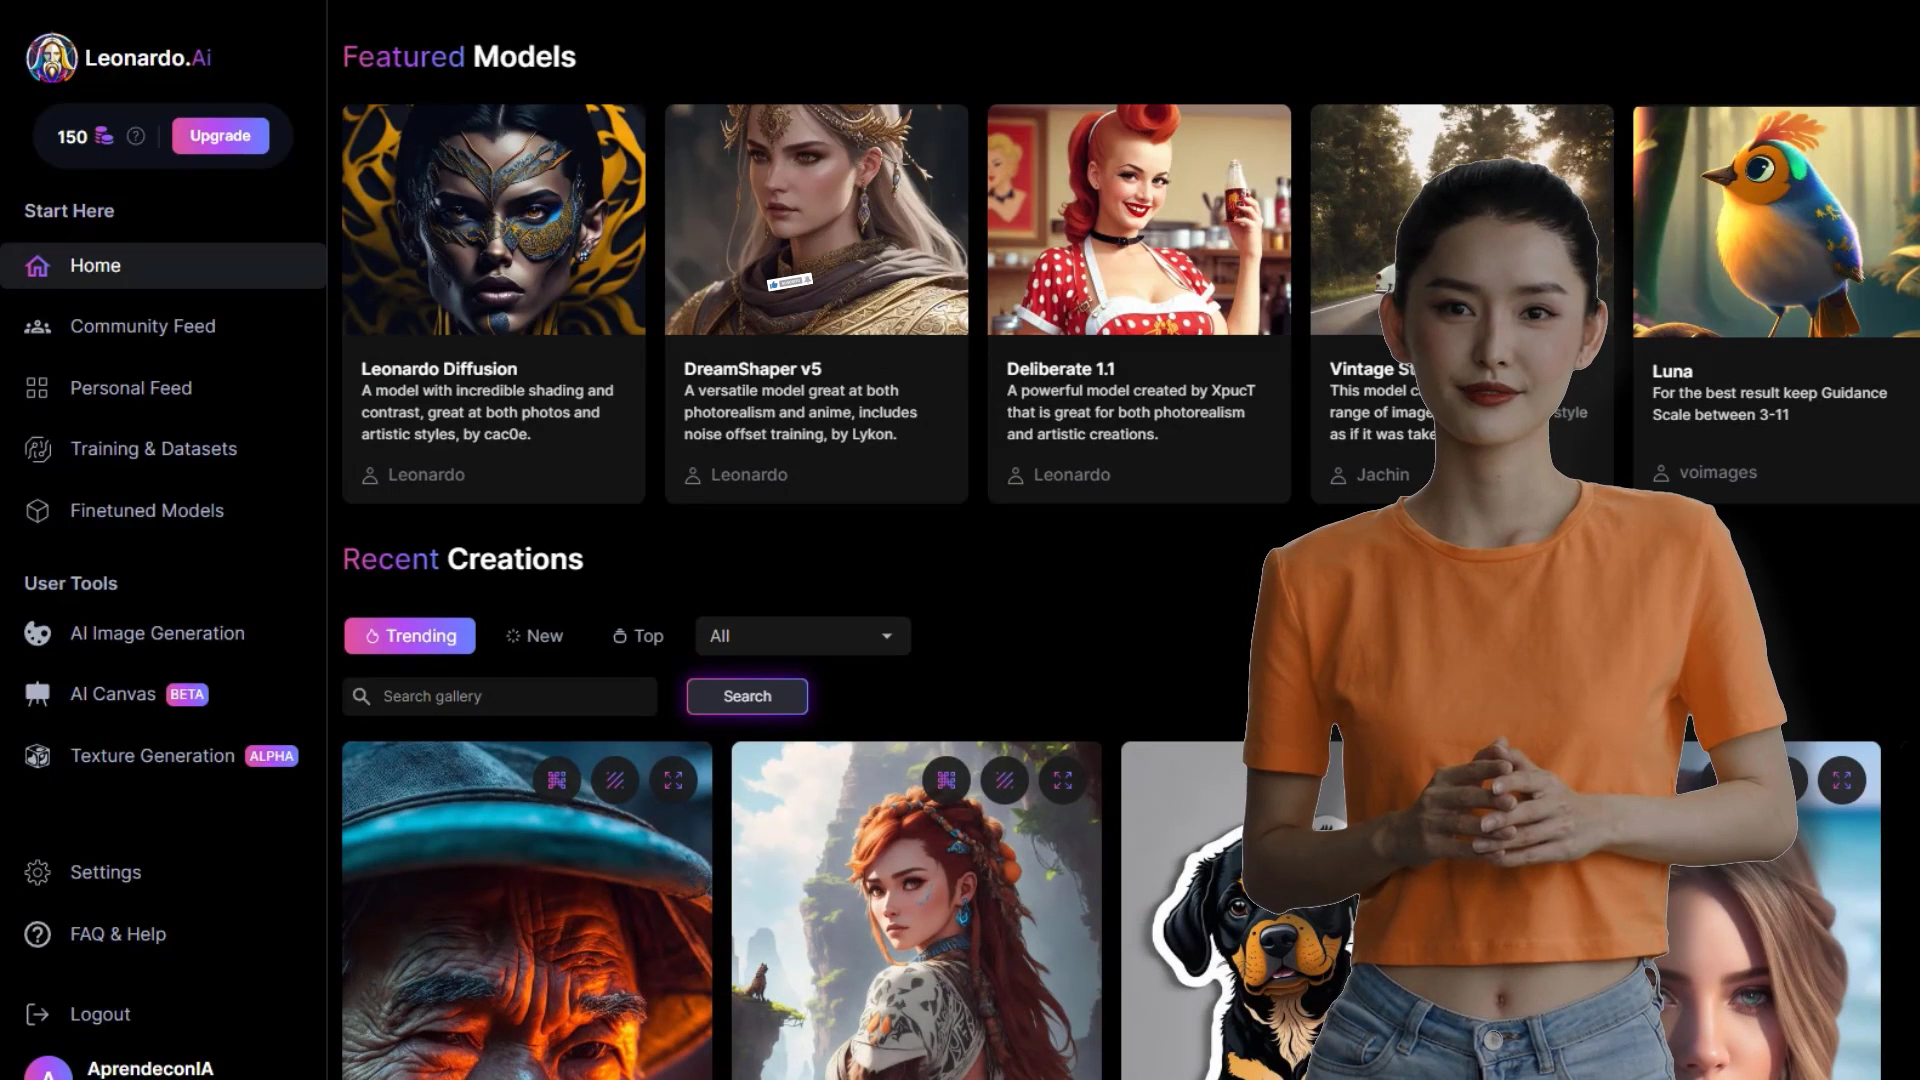 Leonardo.Ai
150
Upgrade
Start Here
Home
Community Feed
Personal Feed
Training & Datasets
Finetuned Models
User Tools
AI Image Generation
AI Canvas BETA
Texture Generation ALPHA
Settings
FAQ & Help
Logout
A
AprendeconIA
Featured Models
Leonardo Diffusion
A model with incredible shading and
contrast, great at both photos and
artistic styles, by cac0e.
Leonardo
DreamShaper v5
A versatile model great at both
photorealism and anime, includes
noise offset training, by Lykon.
Leonardo
Deliberate 1.1
A powerful model created by XpucT
that is great for both photorealism
and artistic creations.
Leonardo
Vintage
This model
range of
style
as if it was
Jachin
Luna
For the best result keep Guidance
Scale between 3-11
voimages
Recent Creations
Trending
New
Top
All
Search gallery
Search